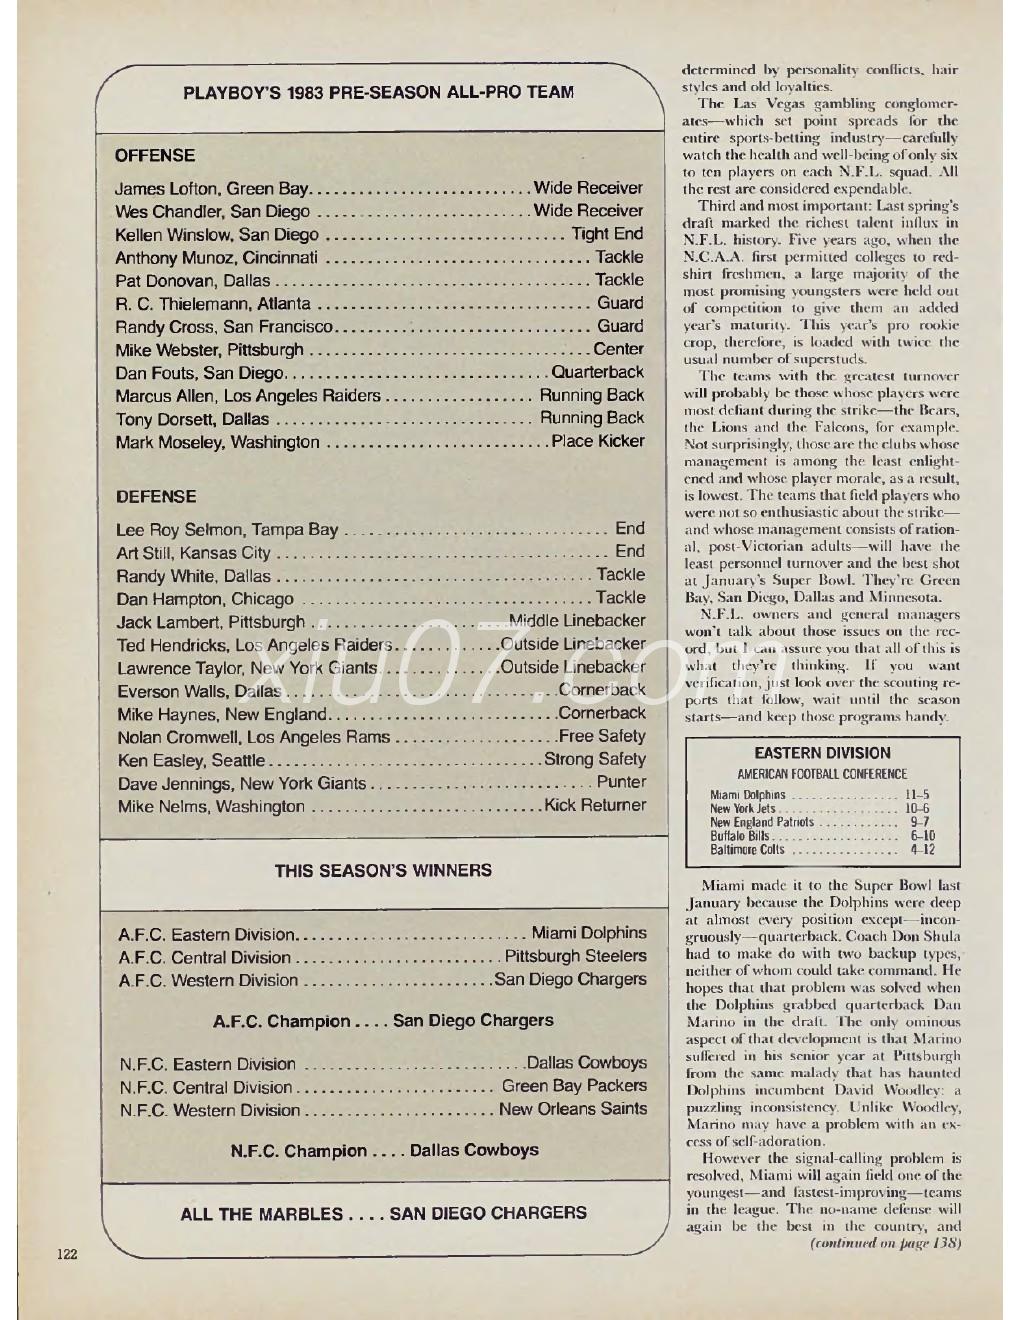 PLAYBOY'S 1983 PRE-SEASON ALL-PRO TEAM
OFFENSE
James Lofton, Green Bay........................... Wide Receiver
Wes Chandler, San Diego .......................... Wide Receiver
Kellen Winslow, San Diego ............................. Tight End
Anthony Munoz, Cincinnati ................................ Tackle
Pat Donovan, Dallas ...................................... Tackle
R. C. Thielemann, Atlanta ................................. Guard
Randy Cross, San Francisco............................... Guard
Mike Webster, Pittsburgh .................................. Center
Dan Fouts, San Diego................................ Quarterback
Marcus Allen, Los Angeles Raiders .................. Running Back
Tony Dorsett, Dallas ............................... Running Back
Mark Moseley, Washington ........................... Place Kicker
DEFENSE
Lee Roy Selmon, Tampa Bay ................................ End
Art Still, Kansas City ........................................ End
Randy White, Dallas ...................................... Tackle
Dan Hampton, Chicago ................................... Tackle
Jack Lambert, Pittsburgh ........................ Middle Linebacker
Ted Hendricks, Los Angeles Raiders............. Outside Linebacker
Lawrence Taylor, New York Giants............... Outside Linebacker
Everson Walls, Dallas ................................. Cornerback
Mike Haynes, New England............................ Cornerback
Nolan Cromwell, Los Angeles Rams .................... Free Safety
Ken Easley, Seattle................................. Strong Safety
Dave Jennings, New York Giants ........................... Punter
Mike Nelms, Washington ............................ Kick Returner
THIS SEASON'S WINNERS
A.F.C. Eastern Division............................ Miami Dolphins
A.F.C. Central Division ......................... Pittsburgh Steelers
A.F.C. Western Division ....................... San Diego Chargers
A.F.C. Champion .... San Diego Chargers
N.F.C. Eastern Division ........................... Dallas Cowboys
N.F.C. Central Division ........................ Green Bay Packers
N.F.C. Western Division ....................... New Orleans Saints
N.F.C. Champion .... Dallas Cowboys
ALL THE MARBLES .... SAN DIEGO CHARGERS
122
determined by personality conflicts, hair
styles and old loyalties.
The Las Vegas gambling conglomer-
ates—which set point spreads for the
entire sports-betting industry—carefully
watch the health and well-being of only six
to ten players on each N.F.L. squad. All
the rest are considered expendable.
Third and most important: Last spring's
draft marked the richest talent influx in
N.F.L. history. Five years ago, when the
N.C.A.A. first permitted colleges to red-
shirt freshmen, a large majority of the
most promising youngsters were held out
of competition to give them an added
year's maturity. This year's pro rookie
crop, therefore, is loaded with twice the
usual number of superstuds.
The teams with the greatest turnover
will probably be those whose players were
most defiant during the strike—the Bears,
the Lions and the Falcons, for example.
Not surprisingly, those are the clubs whose
management is among the least enlight-
ened and whose player morale, as a result,
is lowest. The teams that field players who
were not so enthusiastic about the strike—
and whose management consists of ration-
al, post-Victorian adults—will have the
least personnel turnover and the best shot
at January's Super Bowl. They're Green
Bay, San Diego, Dallas and Minnesota.
N.F.L. owners and general managers
won't talk about those issues on the rec-
ord, but I can assure you that all of this is
what they're thinking. If you want
verification, just look over the scouting re-
ports that follow, wait until the season
starts—and keep those programs handy.
EASTERN DIVISION
AMERICAN FOOTBALL CONFERENCE
Miami Dolphins ................ 11–5
New York Jets .................. 10–6
New England Patriots ............ 9–7
Buffalo Bills................... 6–10
Baltimore Colts ................ 4–12
Miami made it to the Super Bowl last
January because the Dolphins were deep
at almost every position except—incon-
gruously—quarterback. Coach Don Shula
had to make do with two backup types,
neither of whom could take command. He
hopes that that problem was solved when
the Dolphins grabbed quarterback Dan
Marino in the draft. The only ominous
aspect of that development is that Marino
suffered in his senior year at Pittsburgh
from the same malady that has haunted
Dolphins incumbent David Woodley: a
puzzling inconsistency. Unlike Woodley,
Marino may have a problem with an ex-
cess of self-adoration.
However the signal-calling problem is
resolved, Miami will again field one of the
youngest—and fastest-improving—teams
in the league. The no-name defense will
again be the best in the country, and
(continued on page 138)
xiu07.com